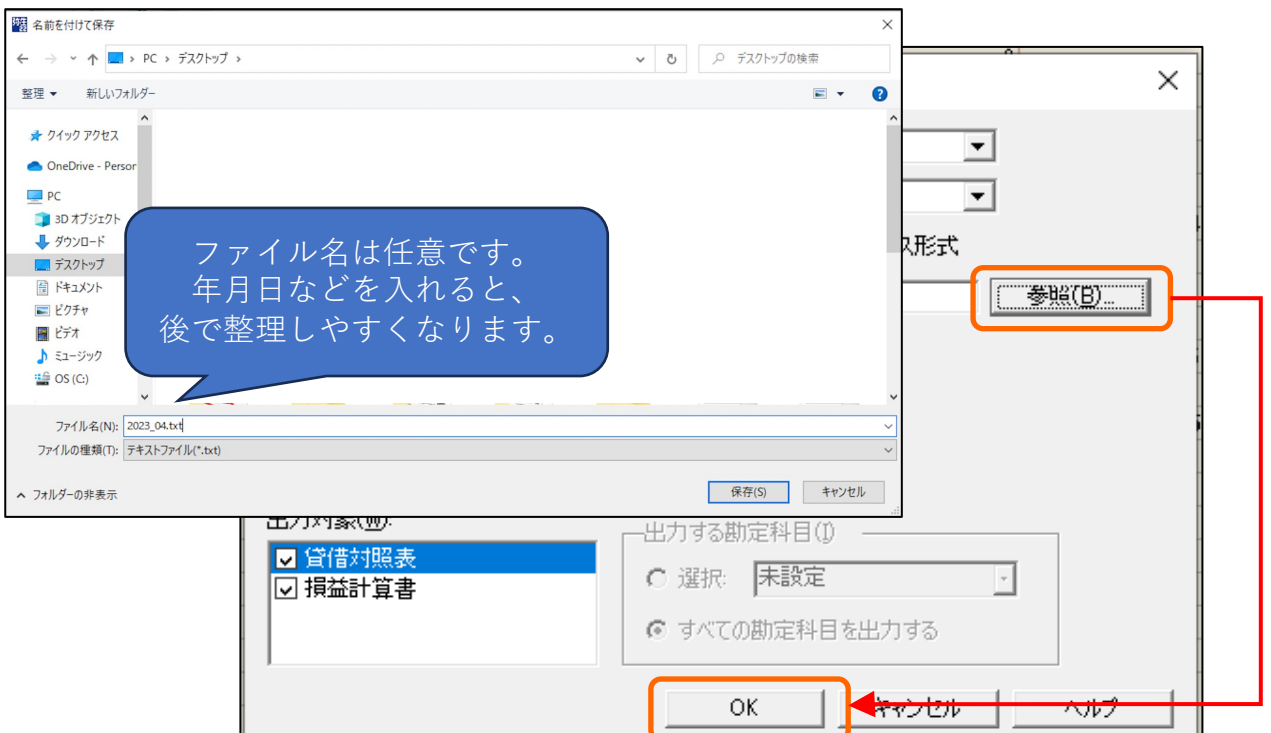 名前を付けて保存
PC › デスクトップ ›
デスクトップの検索
整理
新しいフォルダー
クイック アクセス
OneDrive - Person
PC
3D オブジェクト
ダウンロード
デスクトップ
ドキュメント
ピクチャ
ビデオ
ミュージック
OS (C:)
ファイル名は任意です。
年月日などを入れると、
後で整理しやすくなります。
ファイル名(N): 2023_04.txt
ファイルの種類(T): テキストファイル(*.txt)
フォルダーの非表示
保存(S)
キャンセル
ス形式
参照(B)...
出力対象(W):
貸借対照表
損益計算書
出力する勘定科目(I)
選択: 未設定
すべての勘定科目を出力する
OK
キャンセル
ヘルプ